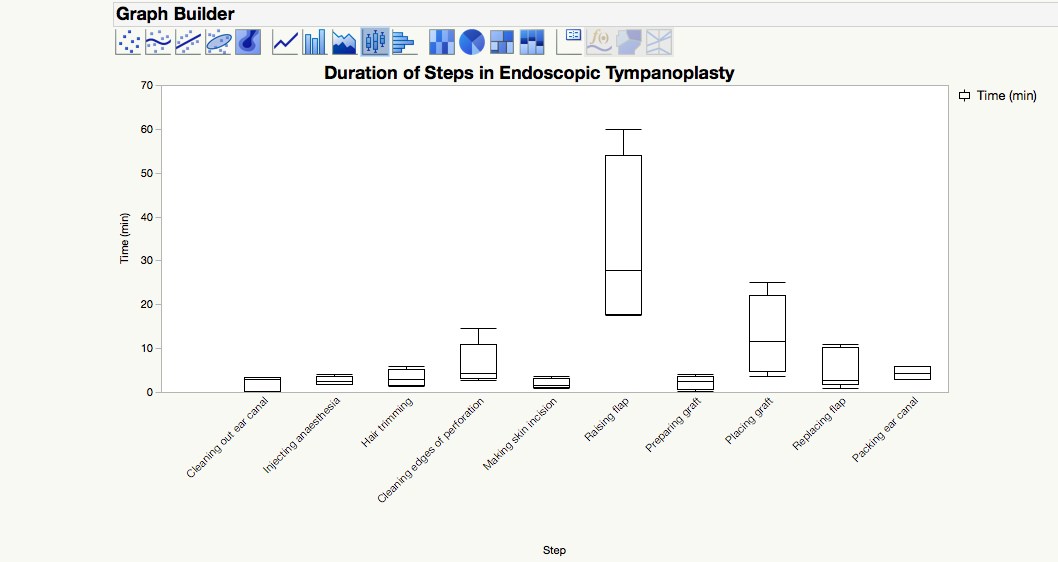 Graph Builder
f(x)
Duration of Steps in Endoscopic Tympanoplasty
Time (min)
70
60
50
40
30
20
10
0
Time (min)
Cleaning out ear canal
Injecting anaesthesia
Hair trimming
Cleaning edges of perforation
Making skin incision
Raising flap
Preparing graft
Placing graft
Replacing flap
Packing ear canal
Step